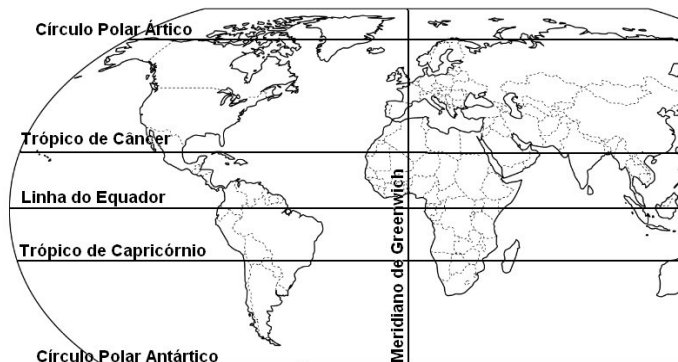 Círculo Polar Ártico
Trópico de Câncer
Linha do Equador
Trópico de Capricórnio
Meridiano de Greenwich
Círculo Polar Antártico